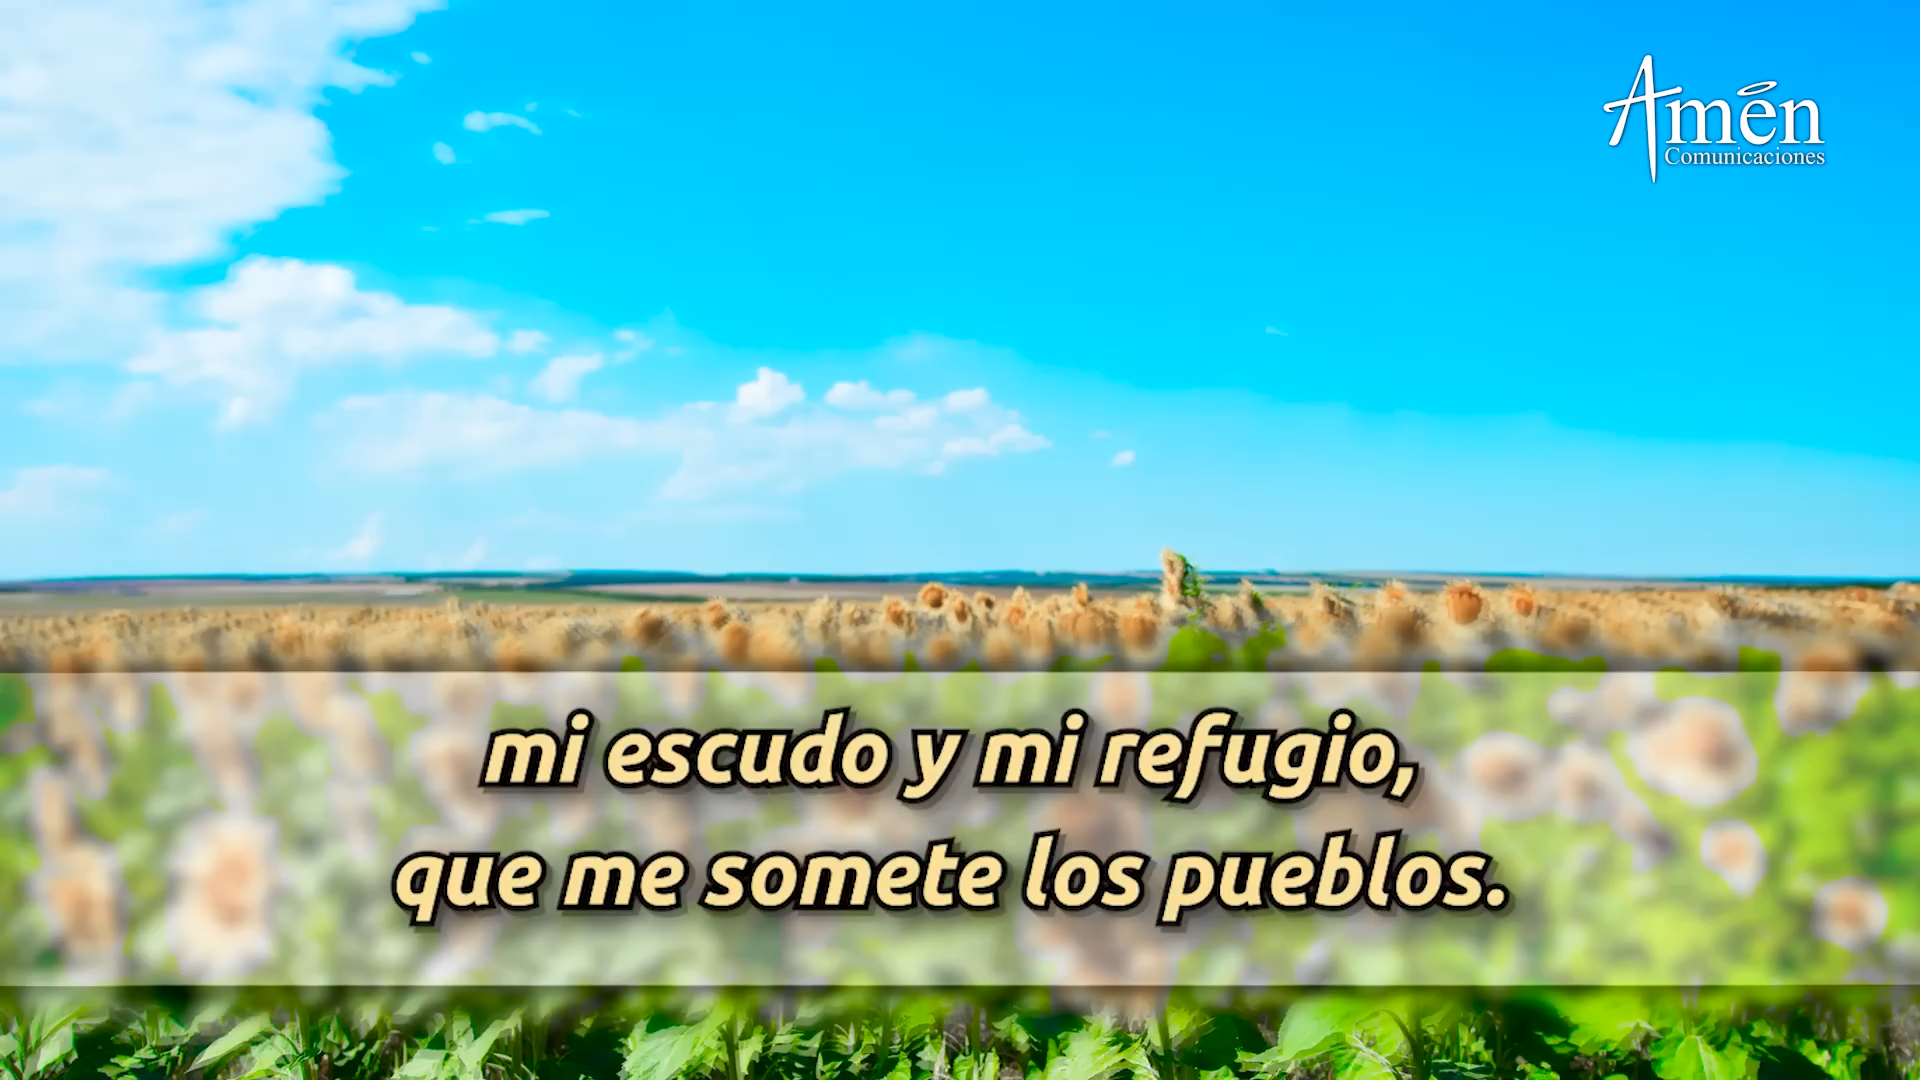 Amén
Comunicaciones
mi escudo y mi refugio,
que me somete los pueblos.